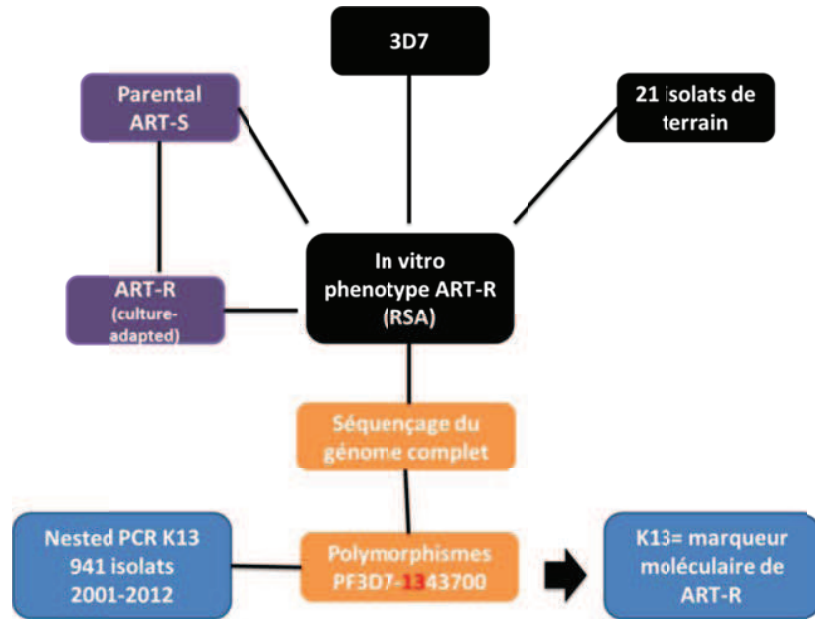 3D7
Parental
ART-S
21 isolats de
terrain
In vitro
phenotype ART-R
(RSA)
ART-R
(culture-
adapted)
Séquençage du
génome complet
Nested PCR K13
941 isolats
2001-2012
Polymorphismes
PF3D7-1343700
K13= marqueur
moléculaire de
ART-R